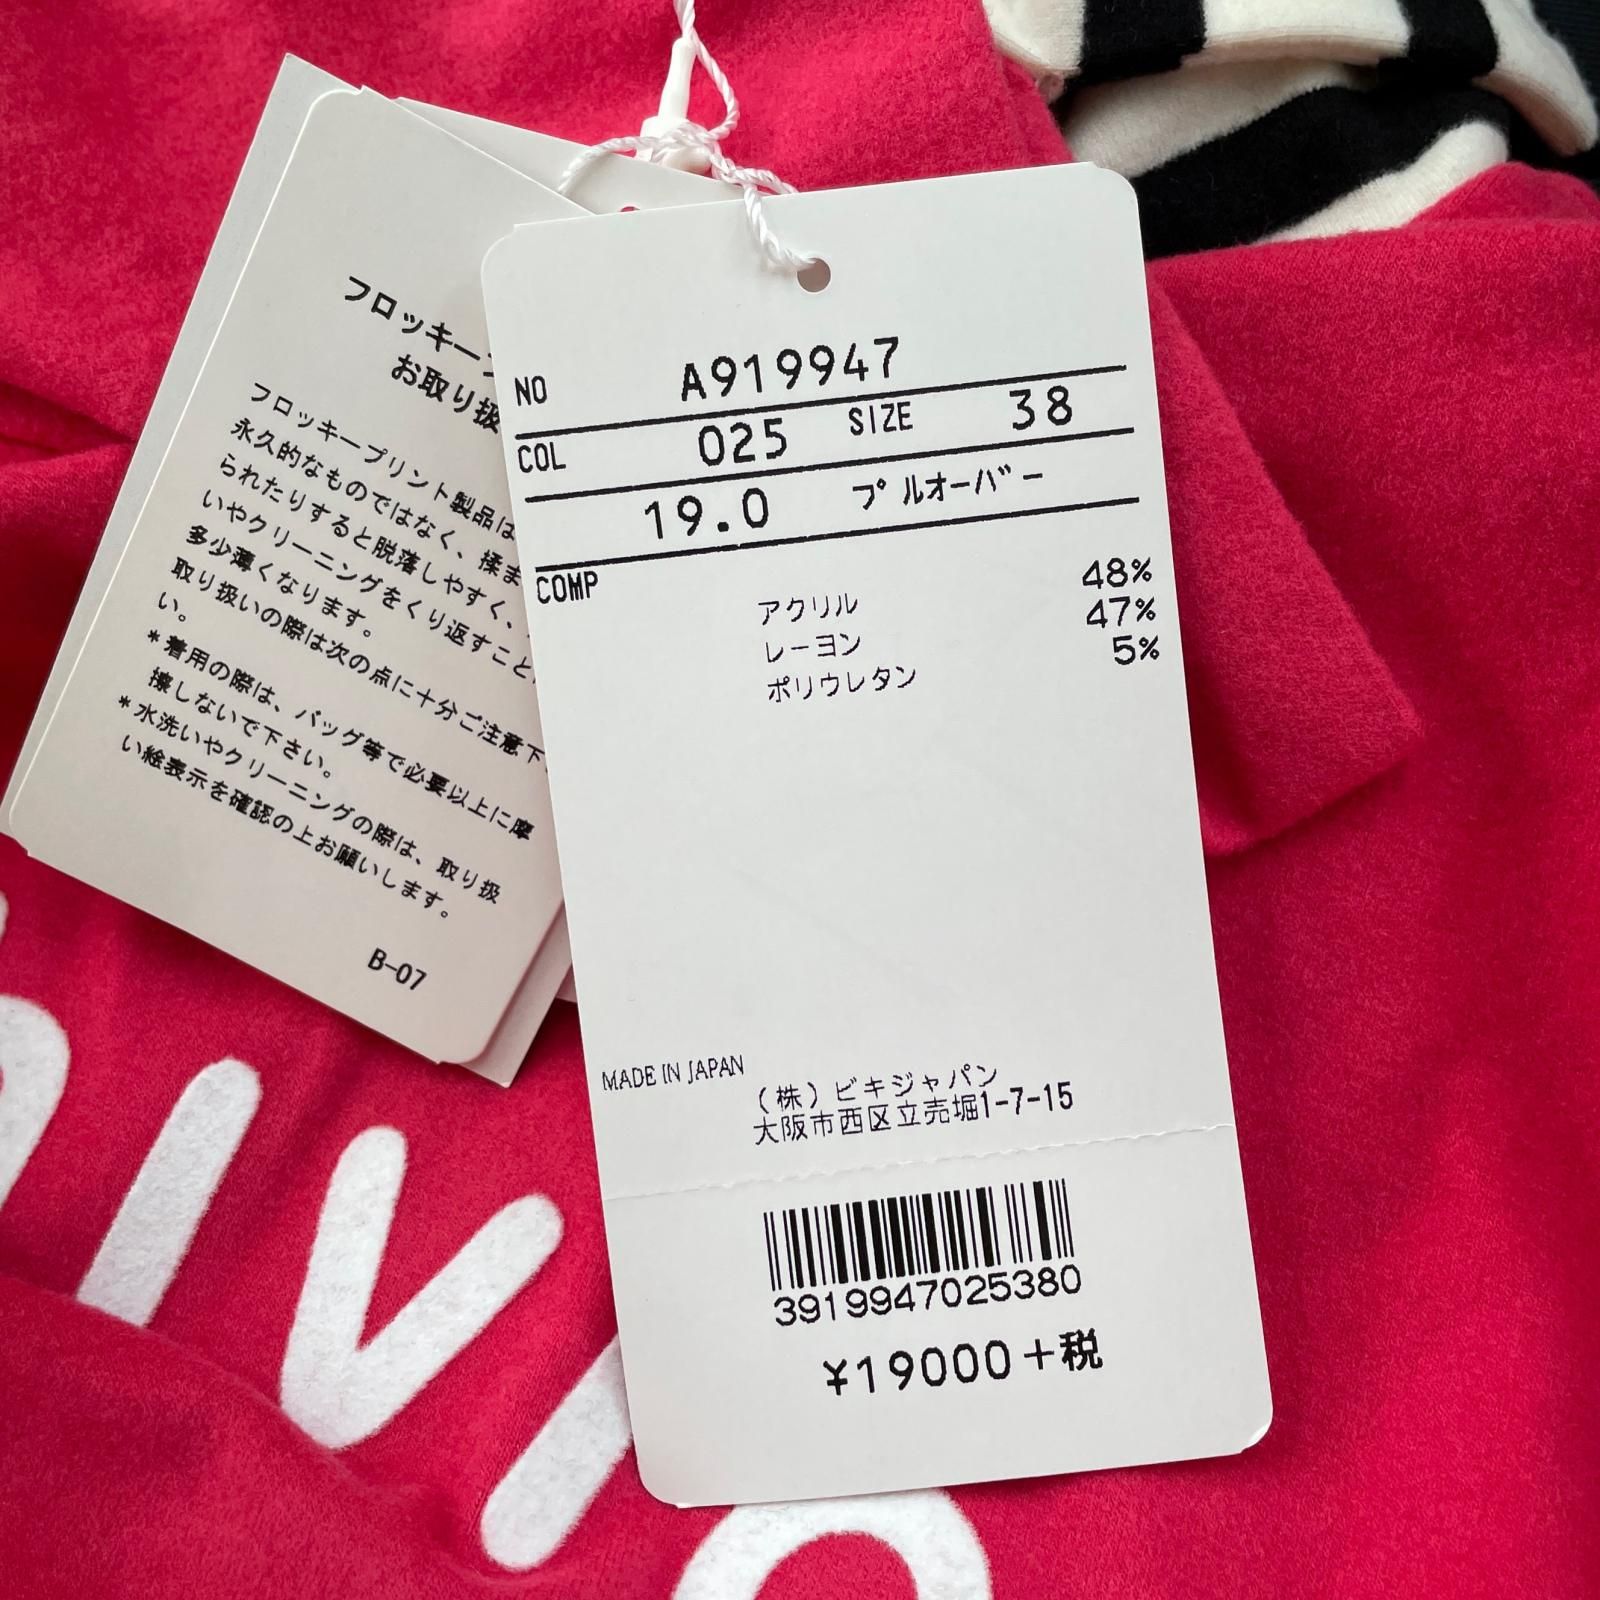 フロッキープ
お取り扱
フロッキープリント製品は
永久的なものではなく、揉ま
られたりすると脱落しやすく、
いやクリーニングをくり返すこと
多少薄くなります。
取り扱いの際は次の点に十分ご注意下
い。
*着用の際は、バッグ等で必要以上に摩
擦しないで下さい。
*水洗いやクリーニングの際は、取り扱
い絵表示を確認の上お願いします。
B-07
NO A919947
COL 025 SIZE 38
19.0 プルオーバー
COMP
アクリル 48%
レーヨン 47%
ポリウレタン 5%
MADE IN JAPAN
(株)ビキジャパン
大阪市西区立売堀1-7-15
3919947025380
¥19000+税